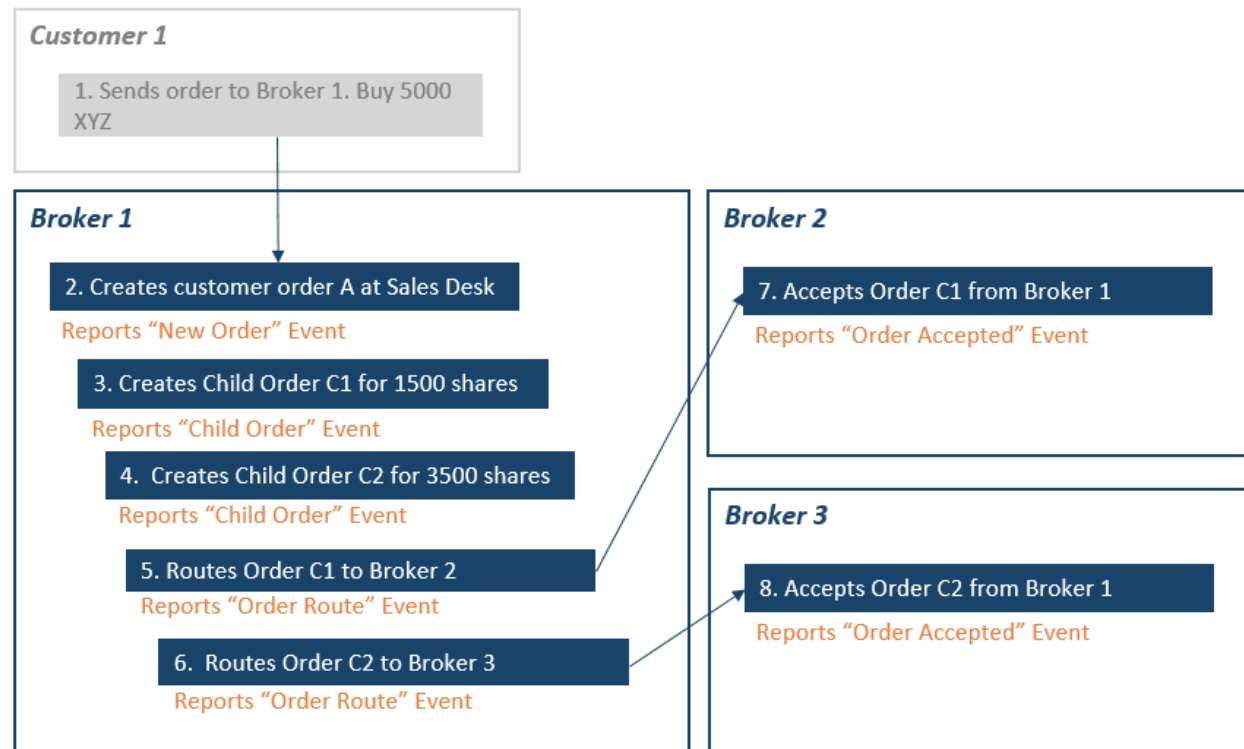 Customer 1
1. Sends order to Broker 1. Buy 5000
XYZ
Broker 1
2. Creates customer order A at Sales Desk
Reports “New Order” Event
3. Creates Child Order C1 for 1500 shares
Reports “Child Order” Event
4. Creates Child Order C2 for 3500 shares
Reports “Child Order” Event
5. Routes Order C1 to Broker 2
Reports “Order Route” Event
6. Routes Order C2 to Broker 3
Reports “Order Route” Event
Broker 2
7. Accepts Order C1 from Broker 1
Reports “Order Accepted” Event
Broker 3
8. Accepts Order C2 from Broker 1
Reports “Order Accepted” Event